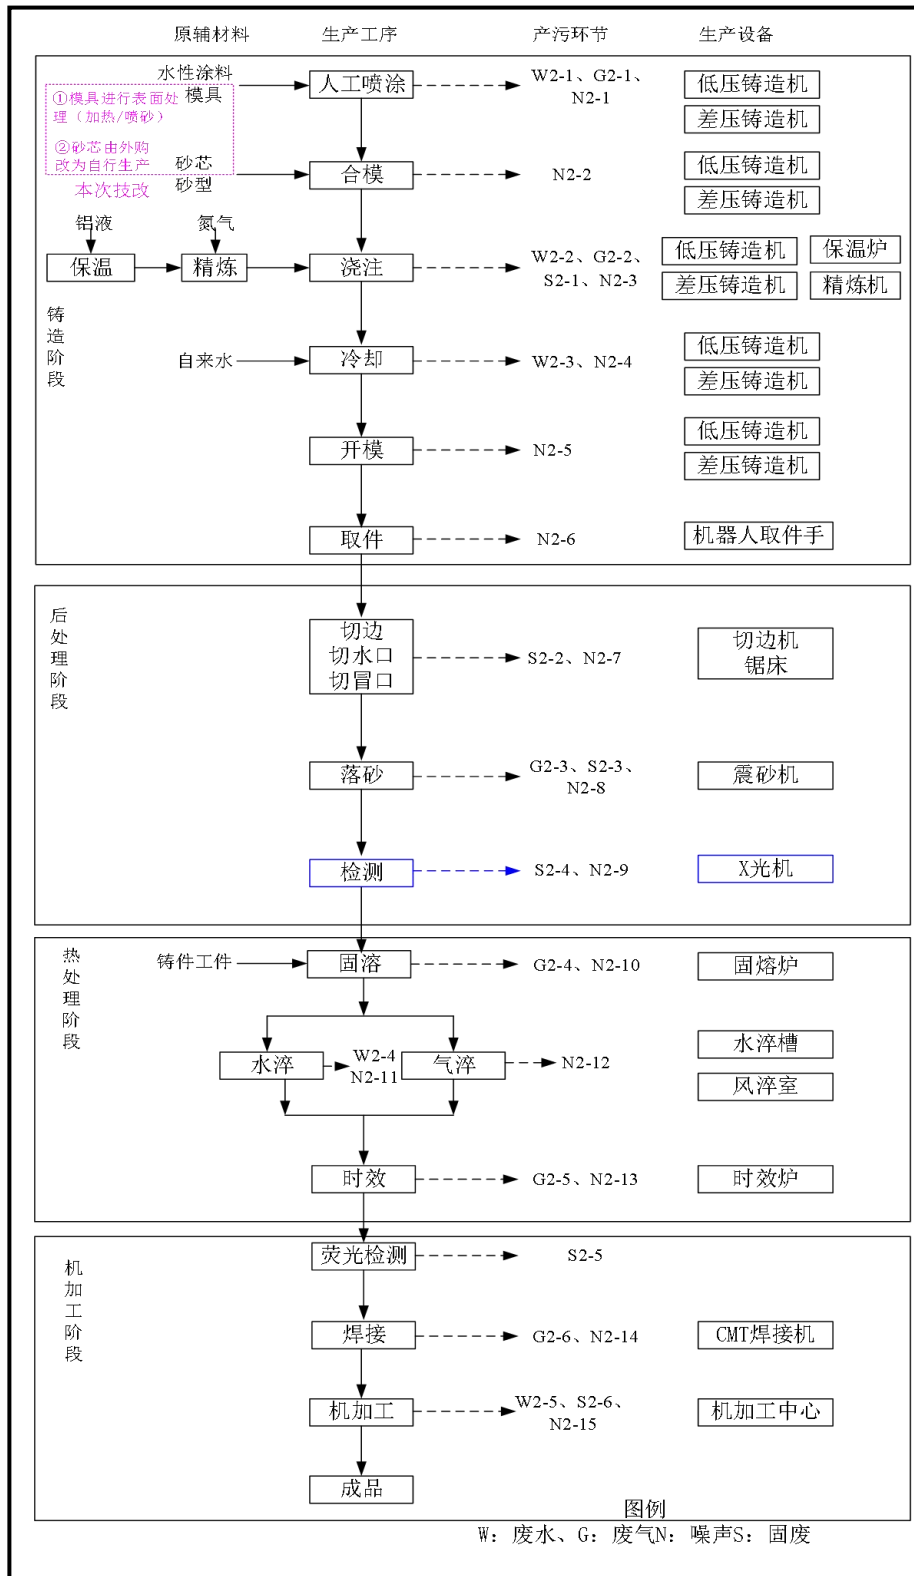 原辅材料 生产工序 产污环节 生产设备
水性涂料
模具
①模具进行表面处
理（加热/喷砂）
②砂芯由外购
改为自行生产
本次技改
人工喷涂
W2-1、G2-1、
N2-1
低压铸造机
差压铸造机
砂芯
砂型
合模
N2-2
低压铸造机
差压铸造机
铝液
氮气
保温
精炼
浇注
W2-2、G2-2、
S2-1、N2-3
低压铸造机
保温炉
差压铸造机
精炼机
铸造阶段
自来水
冷却
W2-3、N2-4
低压铸造机
差压铸造机
开模
N2-5
低压铸造机
差压铸造机
取件
N2-6
机器人取件手
后处理阶段
切边
切水口
切冒口
S2-2、N2-7
切边机
锯床
落砂
G2-3、S2-3、
N2-8
震砂机
检测
S2-4、N2-9
X光机
热处理阶段
铸件工件
固溶
G2-4、N2-10
固熔炉
水淬
W2-4
N2-11
气淬
N2-12
水淬槽
风淬室
时效
G2-5、N2-13
时效炉
机加工阶段
荧光检测
S2-5
焊接
G2-6、N2-14
CMT焊接机
机加工
W2-5、S2-6、
N2-15
机加工中心
成品
图例
W：废水、G：废气N：噪声S：固废